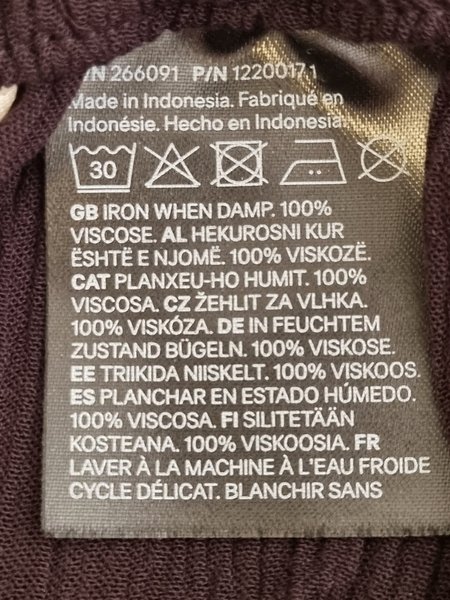 /N 266091 P/N 1220017.1
Made in Indonesia. Fabriqué en
Indonésie. Hecho en Indonesia.
30
GB IRON WHEN DAMP. 100%
VISCOSE. AL HEKUROSNI KUR
ËSHTË E NJOMË. 100% VISKOZË.
CAT PLANXEU-HO HUMIT. 100%
VISCOSA. CZ ŽEHLIT ZA VLHKA.
100% VISKÓZA. DE IN FEUCHTEM
ZUSTAND BÜGELN. 100% VISKOSE.
EE TRIIKIDA NIISKELT. 100% VISKOOS.
ES PLANCHAR EN ESTADO HÚMEDO.
100% VISCOSA. FI SILITETÄÄN
KOSTEANA. 100% VISKOOSIA. FR
LAVER À LA MACHINE À L'EAU FROIDE
CYCLE DÉLICAT. BLANCHIR SANS